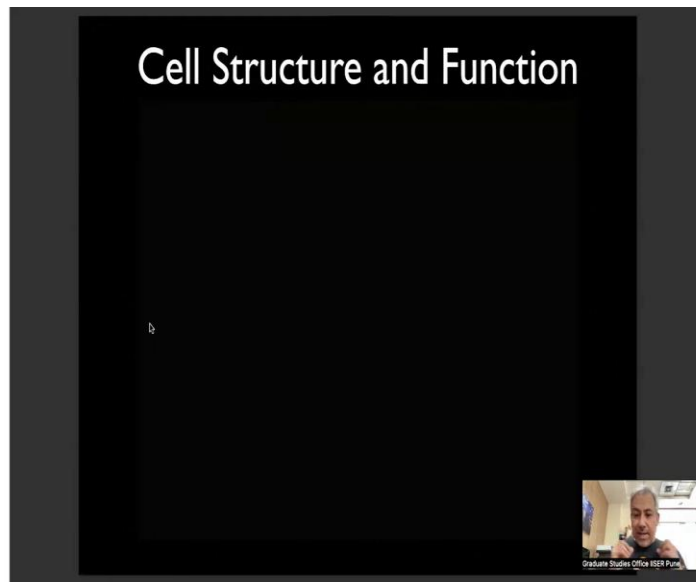 Cell Structure and Function
Graduate Studies Office IISER Pune